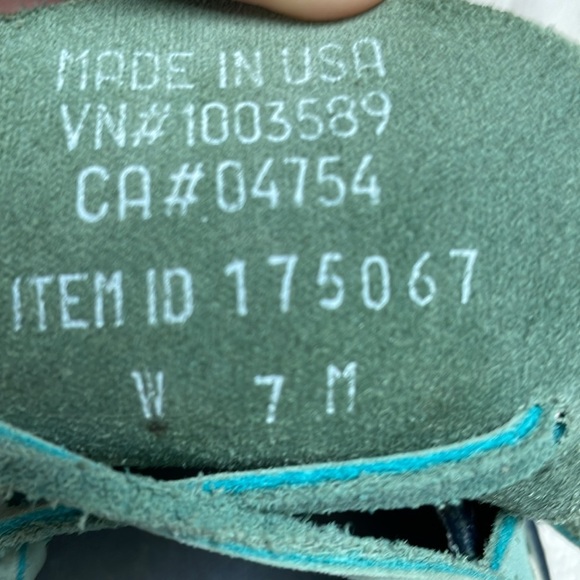 MADE IN USA
VN#1003589
CA#04754
ITEM ID 175067
W 7 M